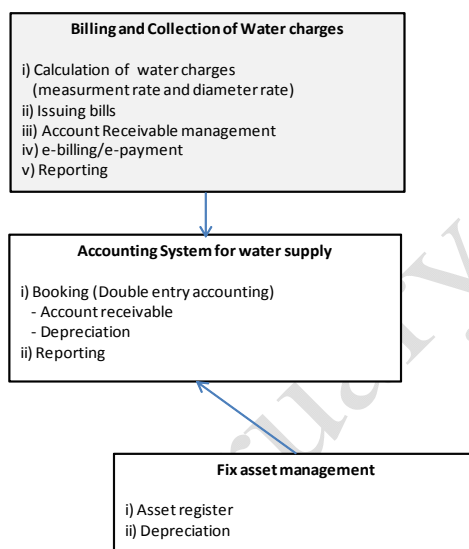 Billing and Collection of Water charges
i) Calculation of water charges
(measurment rate and diameter rate)
ii) Issuing bills
iii) Account Receivable management
iv) e-billing/e-payment
v) Reporting
Accounting System for water supply
i) Booking (Double entry accounting)
- Account receivable
- Depreciation
ii) Reporting
Fix asset management
i) Asset register
ii) Depreciation